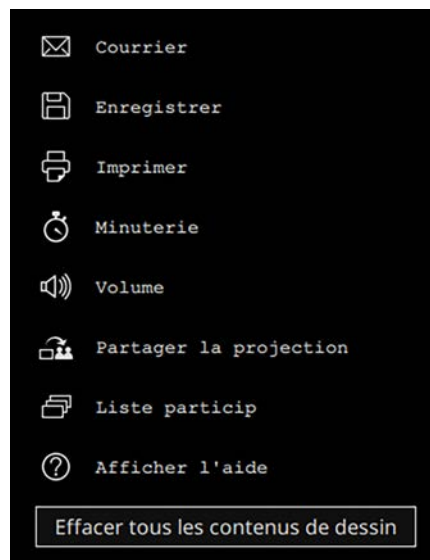 Courrier
Enregistrer
Imprimer
Minuterie
Volume
Partager la projection
Liste particip
Afficher l'aide
Effacer tous les contenus de dessin